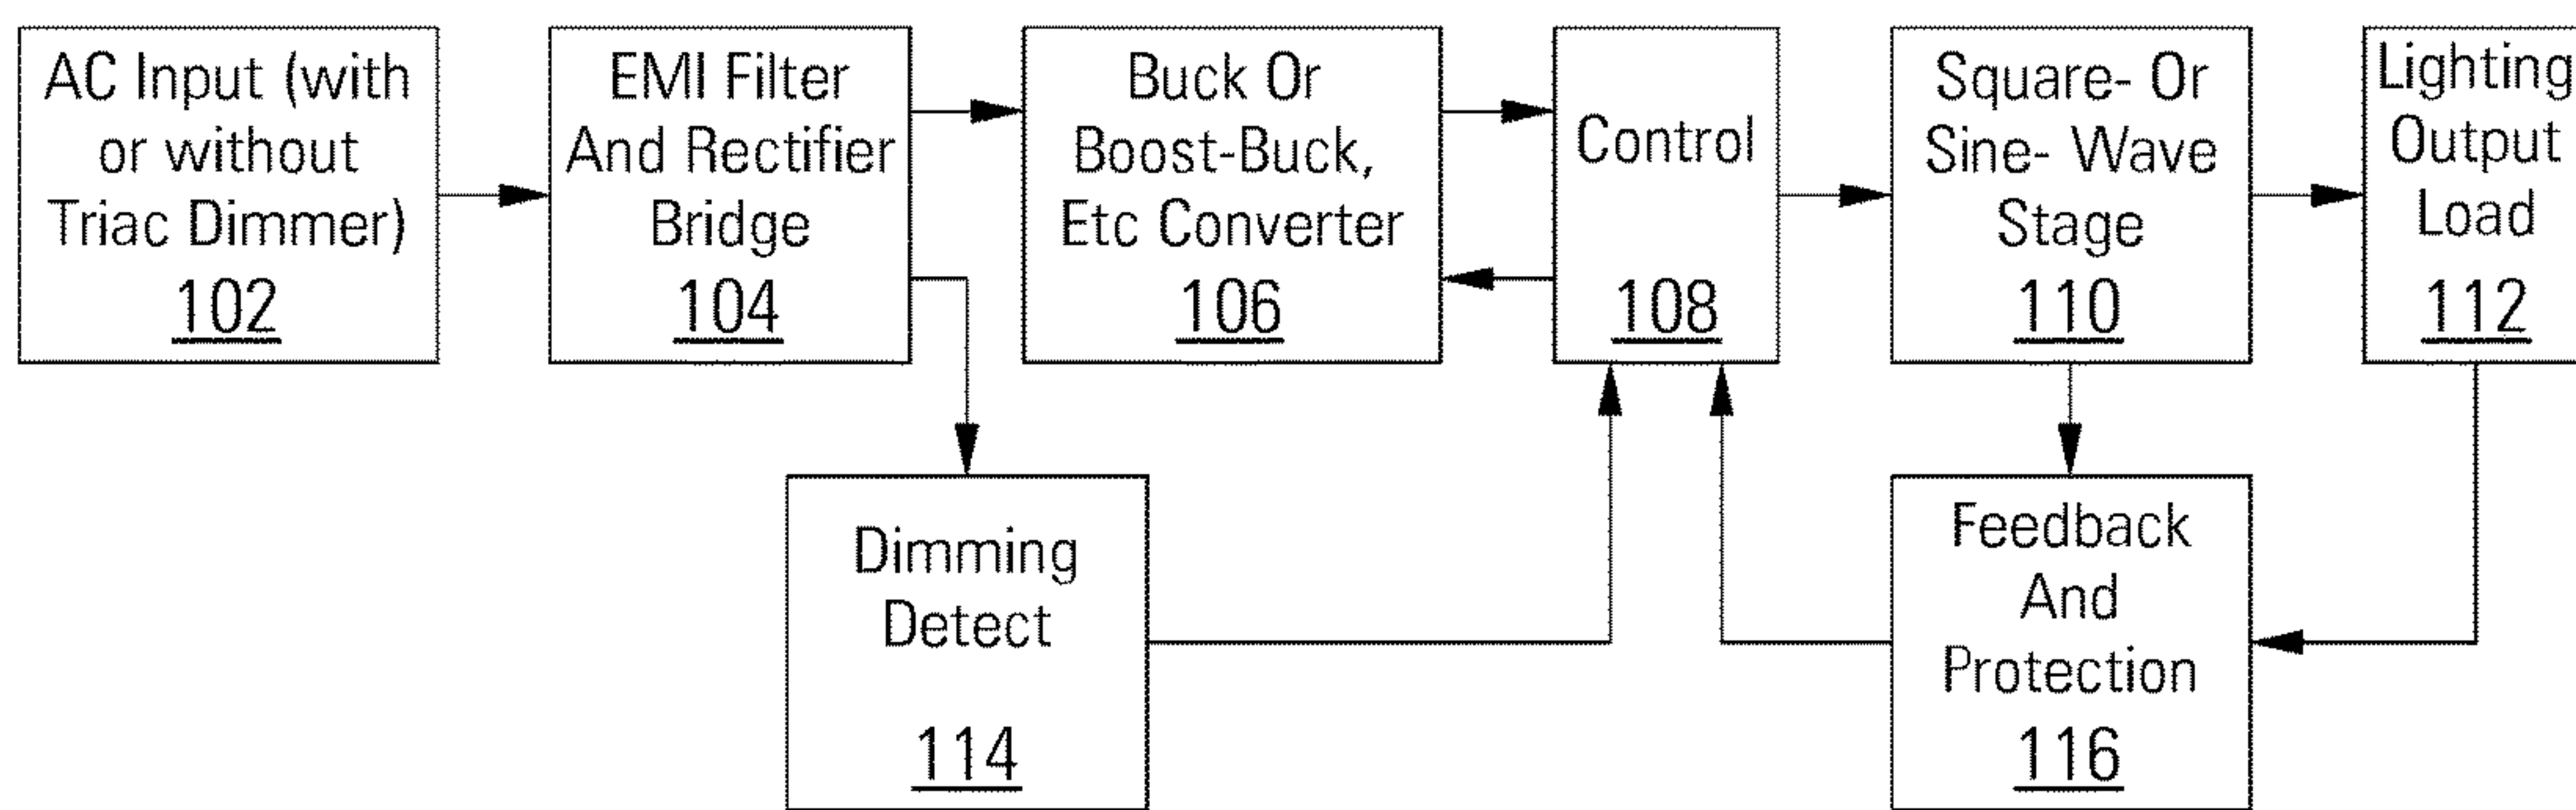 AC Input (with
or without
Triac Dimmer)
102
EMI Filter
And Rectifier
Bridge
104
Buck Or
Boost-Buck,
Etc Converter
106
Control
108
Square- Or
Sine- Wave
Stage
110
Lighting
Output
Load
112
Dimming
Detect
114
Feedback
And
Protection
116